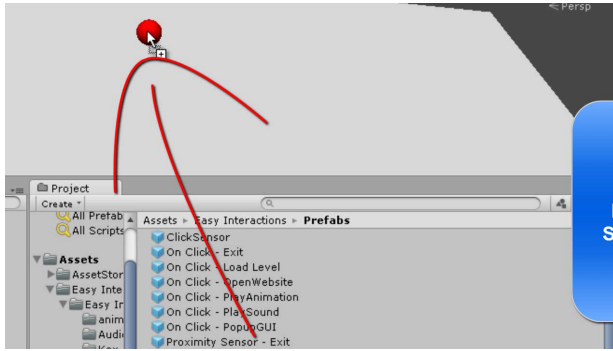 Persp
Project
Create
All Prefab
All Scripts
Assets ▸ Easy Interactions ▸ Prefabs
ClickSensor
On Click - Exit
Assets
On Click - Load Level
AssetStor
On Click - OpenWebsite
Easy Inte
On Click - PlayAnimation
Easy Ir
On Click - PlaySound
anim
On Click - PopupGUI
Audi
Proximity Sensor - Exit
S